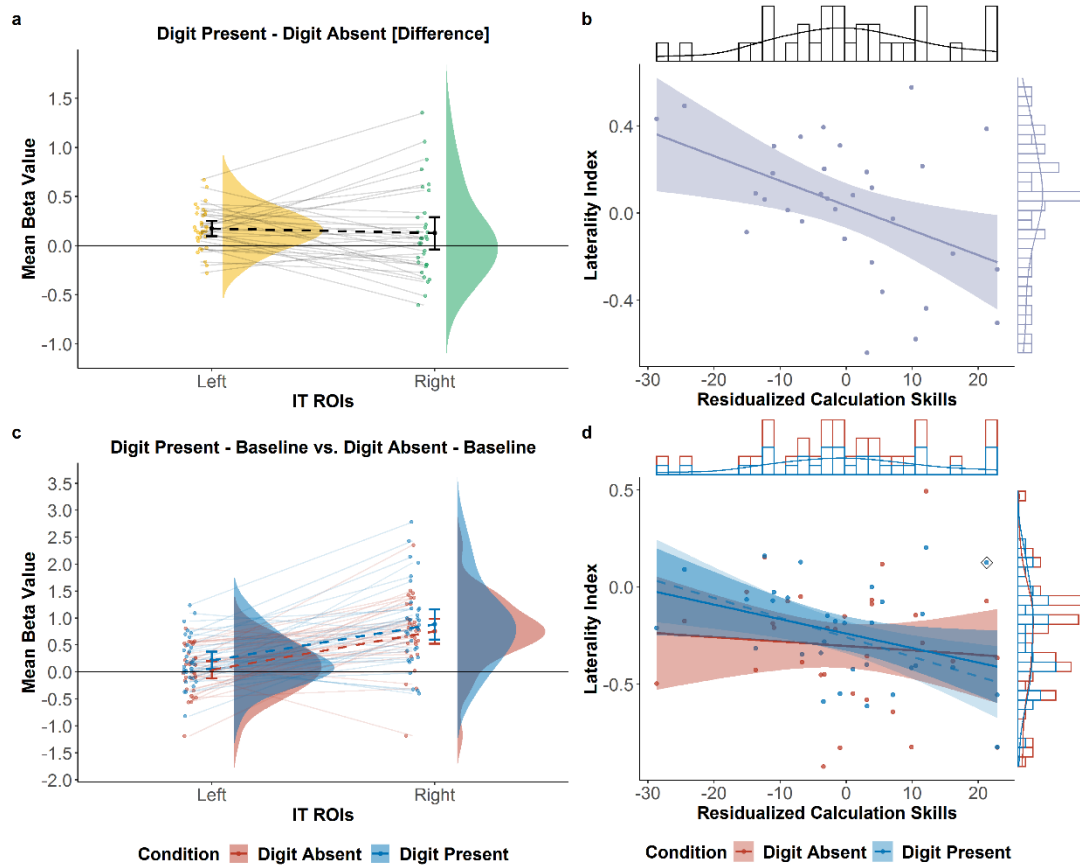 a
Digit Present - Digit Absent [Difference]
Mean Beta Value
1.5
1.0
0.5
0.0
-0.5
-1.0
Left
Right
IT ROIs
b
Laterality Index
0.4
0.0
-0.4
-30
-20
-10
0
10
20
Residualized Calculation Skills
c
Digit Present - Baseline vs. Digit Absent - Baseline
Mean Beta Value
3.5
3.0
2.5
2.0
1.5
1.0
0.5
0.0
-0.5
-1.0
-1.5
-2.0
Left
Right
IT ROIs
Condition Digit Absent Digit Present
d
Laterality Index
0.5
0.0
-0.5
-30
-20
-10
0
10
20
Residualized Calculation Skills
Condition Digit Absent Digit Present